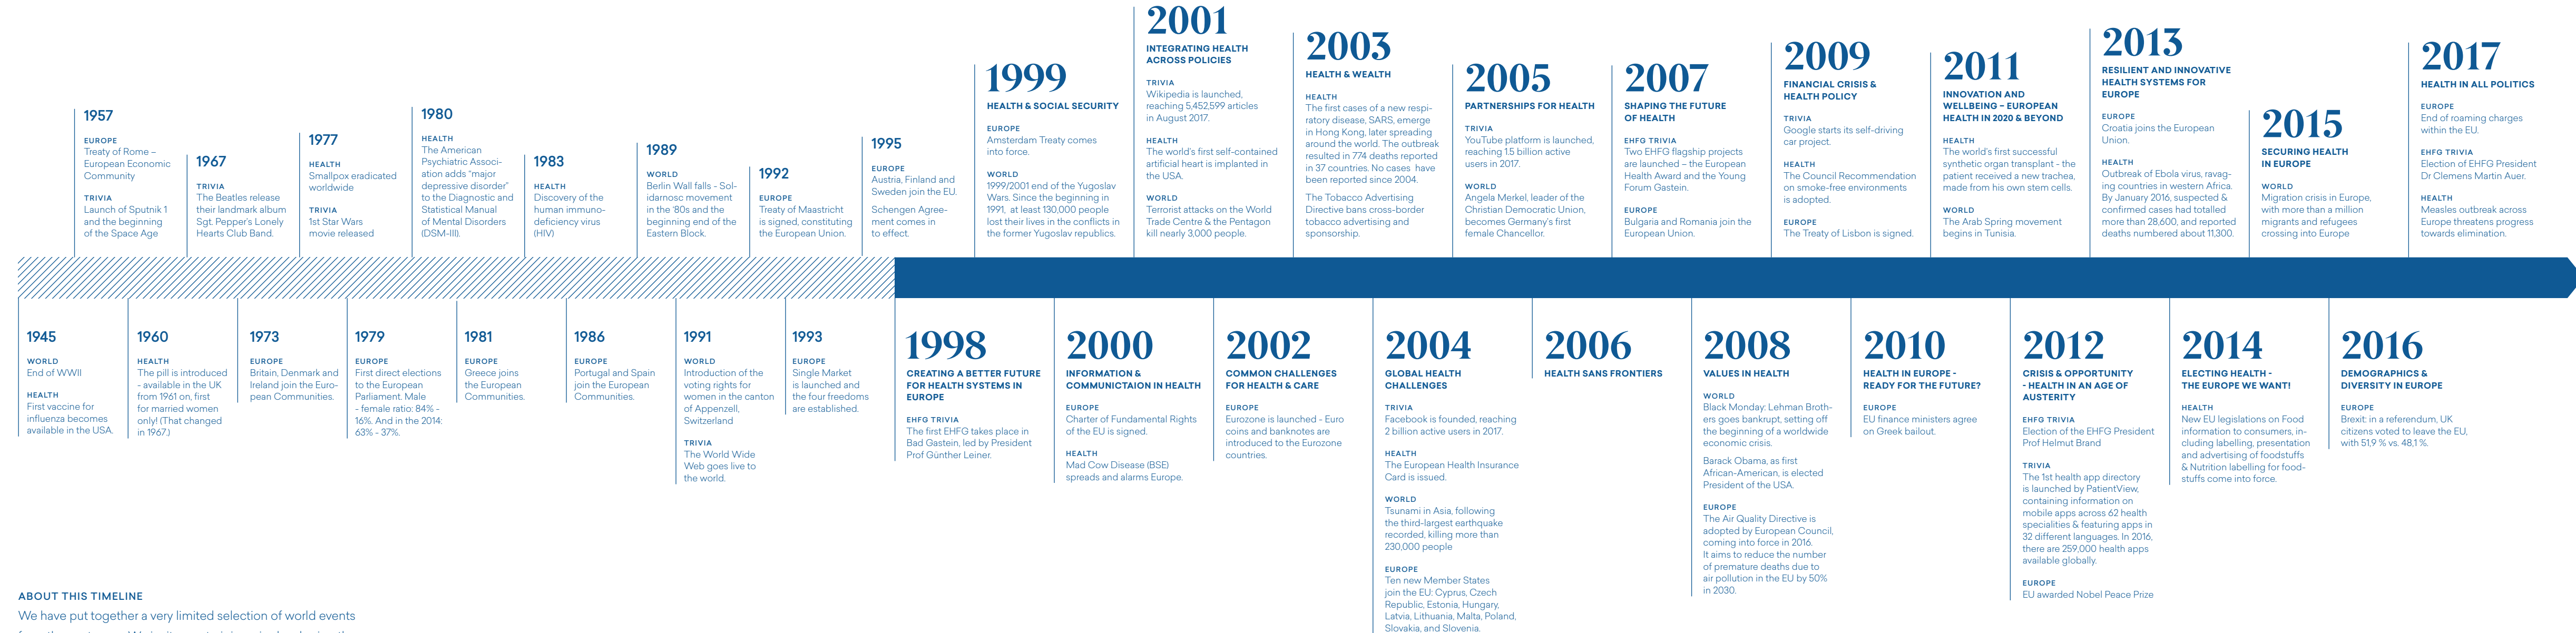 1957
EUROPE
Treaty of Rome –
European Economic
Community
TRIVIA
Launch of Sputnik 1
and the beginning
of the Space Age
1967
TRIVIA
The Beatles release
their landmark album
Sgt. Pepper's Lonely
Hearts Club Band.
1977
HEALTH
Smallpox eradicated
worldwide
TRIVIA
1st Star Wars
movie released
1980
HEALTH
The American
Psychiatric Associ-
ation adds "major
depressive disorder"
to the Diagnostic and
Statistical Manual
of Mental Disorders
(DSM-III).
1983
HEALTH
Discovery of the
human immuno-
deficiency virus
(HIV)
1989
WORLD
Berlin Wall falls - Sol-
idarnosc movement
in the '80s and the
beginning end of the
Eastern Block.
1992
EUROPE
Treaty of Maastricht
is signed, constituting
the European Union.
1995
EUROPE
Austria, Finland and
Sweden join the EU.
Schengen Agree-
ment comes in
to effect.
1999
HEALTH & SOCIAL SECURITY
EUROPE
Amsterdam Treaty comes
into force.
WORLD
1999/2001 end of the Yugoslav
Wars. Since the beginning in
1991, at least 130,000 people
lost their lives in the conflicts in
the former Yugoslav republics.
2001
INTEGRATING HEALTH
ACROSS POLICIES
TRIVIA
Wikipedia is launched,
reaching 5,452,599 articles
in August 2017.
HEALTH
The world's first self-contained
artificial heart is implanted in
the USA.
WORLD
Terrorist attacks on the World
Trade Centre & the Pentagon
kill nearly 3,000 people.
2003
HEALTH & WEALTH
HEALTH
The first cases of a new respi-
ratory disease, SARS, emerge
in Hong Kong, later spreading
around the world. The outbreak
resulted in 774 deaths reported
in 37 countries. No cases have
been reported since 2004.
The Tobacco Advertising
Directive bans cross-border
tobacco advertising and
sponsorship.
2005
PARTNERSHIPS FOR HEALTH
TRIVIA
YouTube platform is launched,
reaching 1.5 billion active
users in 2017.
WORLD
Angela Merkel, leader of the
Christian Democratic Union,
becomes Germany's first
female Chancellor.
2007
SHAPING THE FUTURE
OF HEALTH
EHFG TRIVIA
Two EHFG flagship projects
are launched – the European
Health Award and the Young
Forum Gastein.
EUROPE
Bulgaria and Romania join the
European Union.
2009
FINANCIAL CRISIS &
HEALTH POLICY
TRIVIA
Google starts its self-driving
car project.
HEALTH
The Council Recommendation
on smoke-free environments
is adopted.
EUROPE
The Treaty of Lisbon is signed.
2011
INNOVATION AND
WELLBEING – EUROPEAN
HEALTH IN 2020 & BEYOND
HEALTH
The world's first successful
synthetic organ transplant - the
patient received a new trachea,
made from his own stem cells.
WORLD
The Arab Spring movement
begins in Tunisia.
2013
RESILIENT AND INNOVATIVE
HEALTH SYSTEMS FOR
EUROPE
EUROPE
Croatia joins the European
Union.
HEALTH
Outbreak of Ebola virus, ravag-
ing countries in western Africa.
By January 2016, suspected &
confirmed cases had totalled
more than 28,600, and reported
deaths numbered about 11,300.
2015
SECURING HEALTH
IN EUROPE
WORLD
Migration crisis in Europe,
with more than a million
migrants and refugees
crossing into Europe
2017
HEALTH IN ALL POLITICS
EUROPE
End of roaming charges
within the EU.
EHFG TRIVIA
Election of EHFG President
Dr Clemens Martin Auer.
HEALTH
Measles outbreak across
Europe threatens progress
towards elimination.
1945
WORLD
End of WWII
HEALTH
First vaccine for
influenza becomes
available in the USA.
1960
HEALTH
The pill is introduced
- available in the UK
from 1961 on, first
for married women
only! (That changed
in 1967.)
1973
EUROPE
Britain, Denmark and
Ireland join the Euro-
pean Communities.
1979
EUROPE
First direct elections
to the European
Parliament. Male
- female ratio: 84% -
16%. And in the 2014:
63% - 37%.
1981
EUROPE
Greece joins
the European
Communities.
1986
EUROPE
Portugal and Spain
join the European
Communities.
1991
WORLD
Introduction of the
voting rights for
women in the canton
of Appenzell,
Switzerland
TRIVIA
The World Wide
Web goes live to
the world.
1993
EUROPE
Single Market
is launched and
the four freedoms
are established.
1998
CREATING A BETTER FUTURE
FOR HEALTH SYSTEMS IN
EUROPE
EHFG TRIVIA
The first EHFG takes place in
Bad Gastein, led by President
Prof Günther Leiner.
2000
INFORMATION &
COMMUNICTAION IN HEALTH
EUROPE
Charter of Fundamental Rights
of the EU is signed.
HEALTH
Mad Cow Disease (BSE)
spreads and alarms Europe.
2002
COMMON CHALLENGES
FOR HEALTH & CARE
EUROPE
Eurozone is launched - Euro
coins and banknotes are
introduced to the Eurozone
countries.
2004
GLOBAL HEALTH
CHALLENGES
TRIVIA
Facebook is founded, reaching
2 billion active users in 2017.
HEALTH
The European Health Insurance
Card is issued.
WORLD
Tsunami in Asia, following
the third-largest earthquake
recorded, killing more than
230,000 people
EUROPE
Ten new Member States
join the EU: Cyprus, Czech
Republic, Estonia, Hungary,
Latvia, Lithuania, Malta, Poland,
Slovakia, and Slovenia.
2006
HEALTH SANS FRONTIERS
2008
VALUES IN HEALTH
WORLD
Black Monday: Lehman Broth-
ers goes bankrupt, setting off
the beginning of a worldwide
economic crisis.
Barack Obama, as first
African-American, is elected
President of the USA.
EUROPE
The Air Quality Directive is
adopted by European Council,
coming into force in 2016.
It aims to reduce the number
of premature deaths due to
air pollution in the EU by 50%
in 2030.
2010
HEALTH IN EUROPE -
READY FOR THE FUTURE?
EUROPE
EU finance ministers agree
on Greek bailout.
2012
CRISIS & OPPORTUNITY
- HEALTH IN AN AGE OF
AUSTERITY
EHFG TRIVIA
Election of the EHFG President
Prof Helmut Brand
TRIVIA
The 1st health app directory
is launched by PatientView,
containing information on
mobile apps across 62 health
specialities & featuring apps in
32 different languages. In 2016,
there are 259,000 health apps
available globally.
EUROPE
EU awarded Nobel Peace Prize
2014
ELECTING HEALTH -
THE EUROPE WE WANT!
HEALTH
New EU legislations on Food
information to consumers, in-
cluding labelling, presentation
and advertising of foodstuffs
& Nutrition labelling for food-
stuffs come into force.
2016
DEMOGRAPHICS &
DIVERSITY IN EUROPE
EUROPE
Brexit: in a referendum, UK
citizens voted to leave the EU,
with 51,9 % vs. 48,1 %.
ABOUT THIS TIMELINE
We have put together a very limited selection of world events